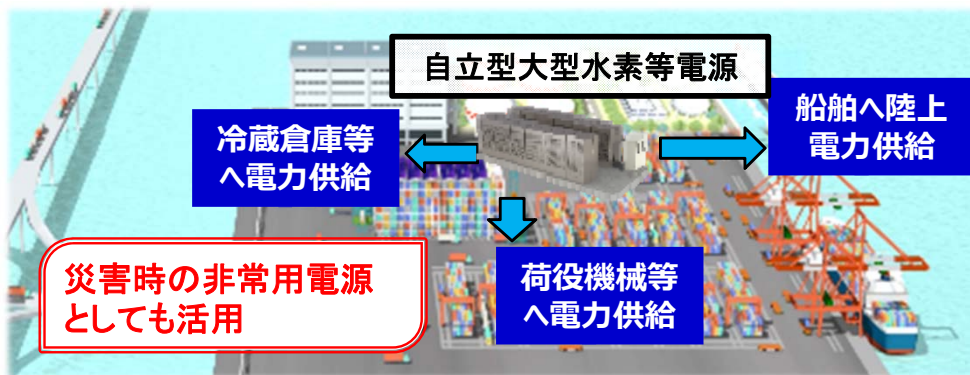 自立型大型水素等電源
船舶へ陸上
電力供給
冷蔵倉庫等
へ電力供給
荷役機械等
へ電力供給
災害時の非常用電源
としても活用